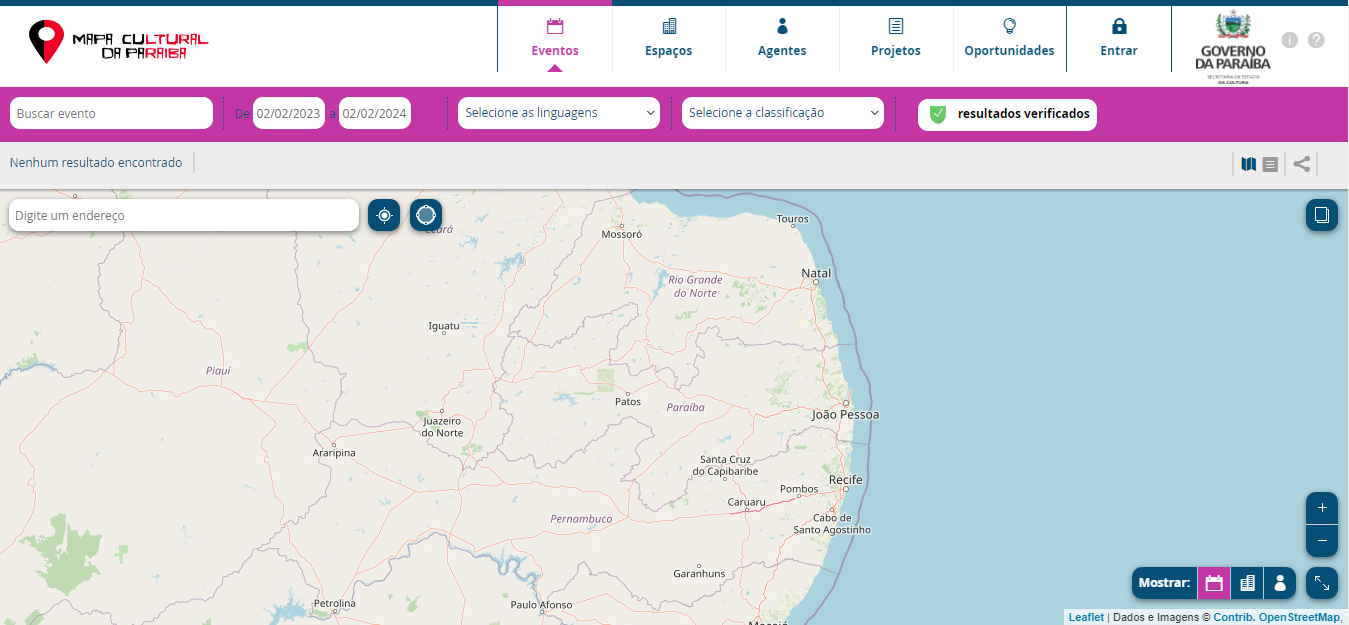 MAPA CULTURAL
DA PARAIBA
Eventos
Espaços
Agentes
Projetos
Oportunidades
Entrar
GOVERNO
DA PARAÍBA
SECRETARIA DE ESTADO
DA CULTURA
Buscar evento
De 02/02/2023 a 02/02/2024
Selecione as linguagens
Selecione a classificação
resultados verificados
Nenhum resultado encontrado
Digite um endereço
Ceará
Touros
Mossoró
Natal
Rio Grande
do Norte
Iguatu
Piauí
Patos
Paraíba
João Pessoa
Juazeiro
do Norte
Araripina
Santa Cruz
do Capibaribe
Recife
Pombos
Caruaru
Cabo de
Santo Agostinho
Pernambuco
Garanhuns
Petrolina
Paulo Afonso
Maceió
+
−
Mostrar:
Leaflet | Dados e Imagens © Contrib. OpenStreetMap,